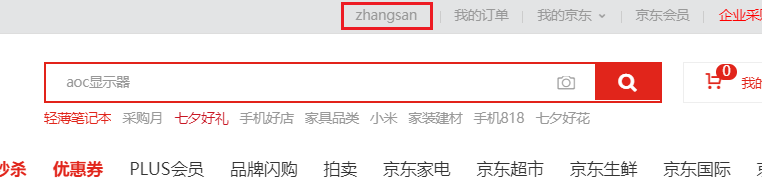 zhangsan 我的订单 我的京东 京东会员 企业采购
aoc显示器 0 我的
轻薄笔记本 采购月 七夕好礼 手机好店 家具品类 小米 家装建材 手机818 七夕好花
秒杀 优惠券 PLUS会员 品牌闪购 拍卖 京东家电 京东超市 京东生鲜 京东国际